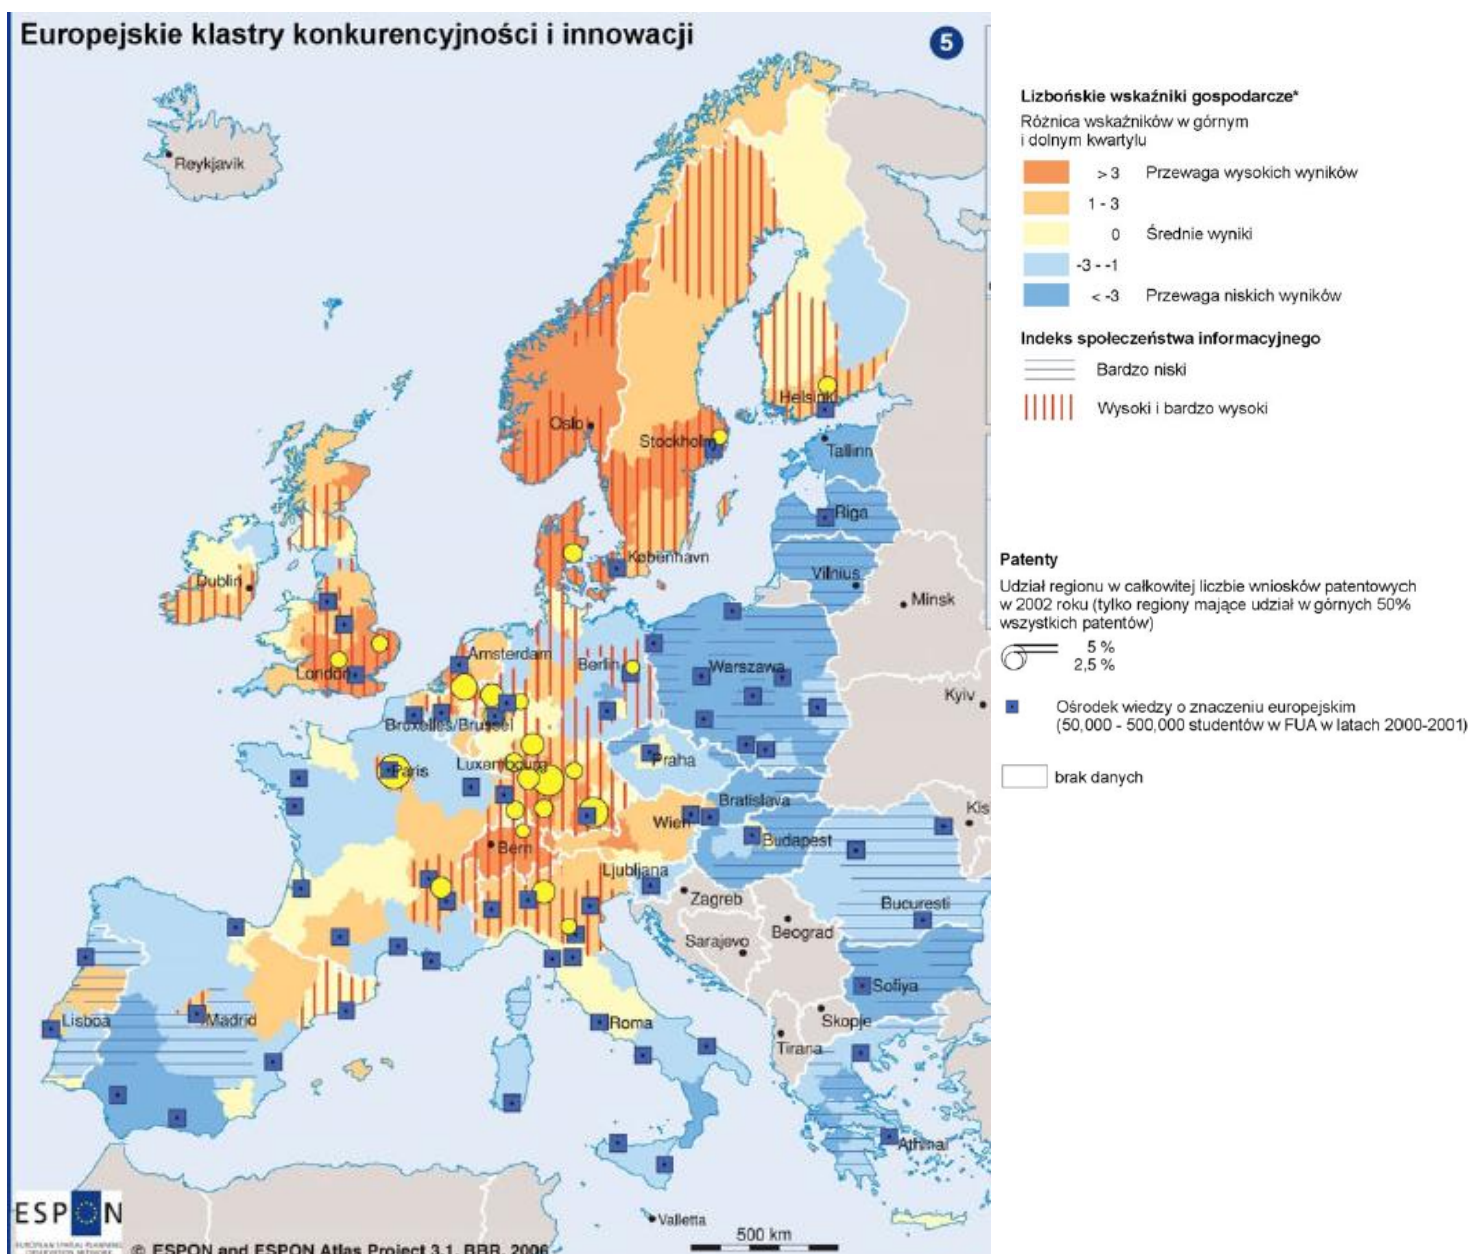 Europejskie klastry konkurencyjności i innowacji
5
Reykjavik
Helsinki
Oslo
Stockholm
Tallinn
Riga
København
Dublin
Vilnius
Minsk
Amsterdam
Berlin
Warszawa
London
Kyiv
Bruxelles/Brussel
Paris
Luxembourg
Praha
Bratislava
Wien
Kis
Bern
Budapest
Ljubljana
Zagreb
Bucuresti
Beograd
Sarajevo
Sofiya
Lisboa
Madrid
Roma
Skopje
Tirana
Athinai
Valletta
500 km
ESPON
EUROPEAN SPATIAL PLANNING
OBSERVATION NETWORK
© ESPON and ESPON Atlas Project 3.1, BBR, 2006
Lizbońskie wskaźniki gospodarcze*
Różnica wskaźników w górnym
i dolnym kwartylu
> 3 Przewaga wysokich wyników
1 - 3
0 Średnie wyniki
-3 - -1
< -3 Przewaga niskich wyników
Indeks społeczeństwa informacyjnego
Bardzo niski
Wysoki i bardzo wysoki
Patenty
Udział regionu w całkowitej liczbie wniosków patentowych
w 2002 roku (tylko regiony mające udział w górnych 50%
wszystkich patentów)
5 %
2,5 %
Ośrodek wiedzy o znaczeniu europejskim
(50,000 - 500,000 studentów w FUA w latach 2000-2001)
brak danych